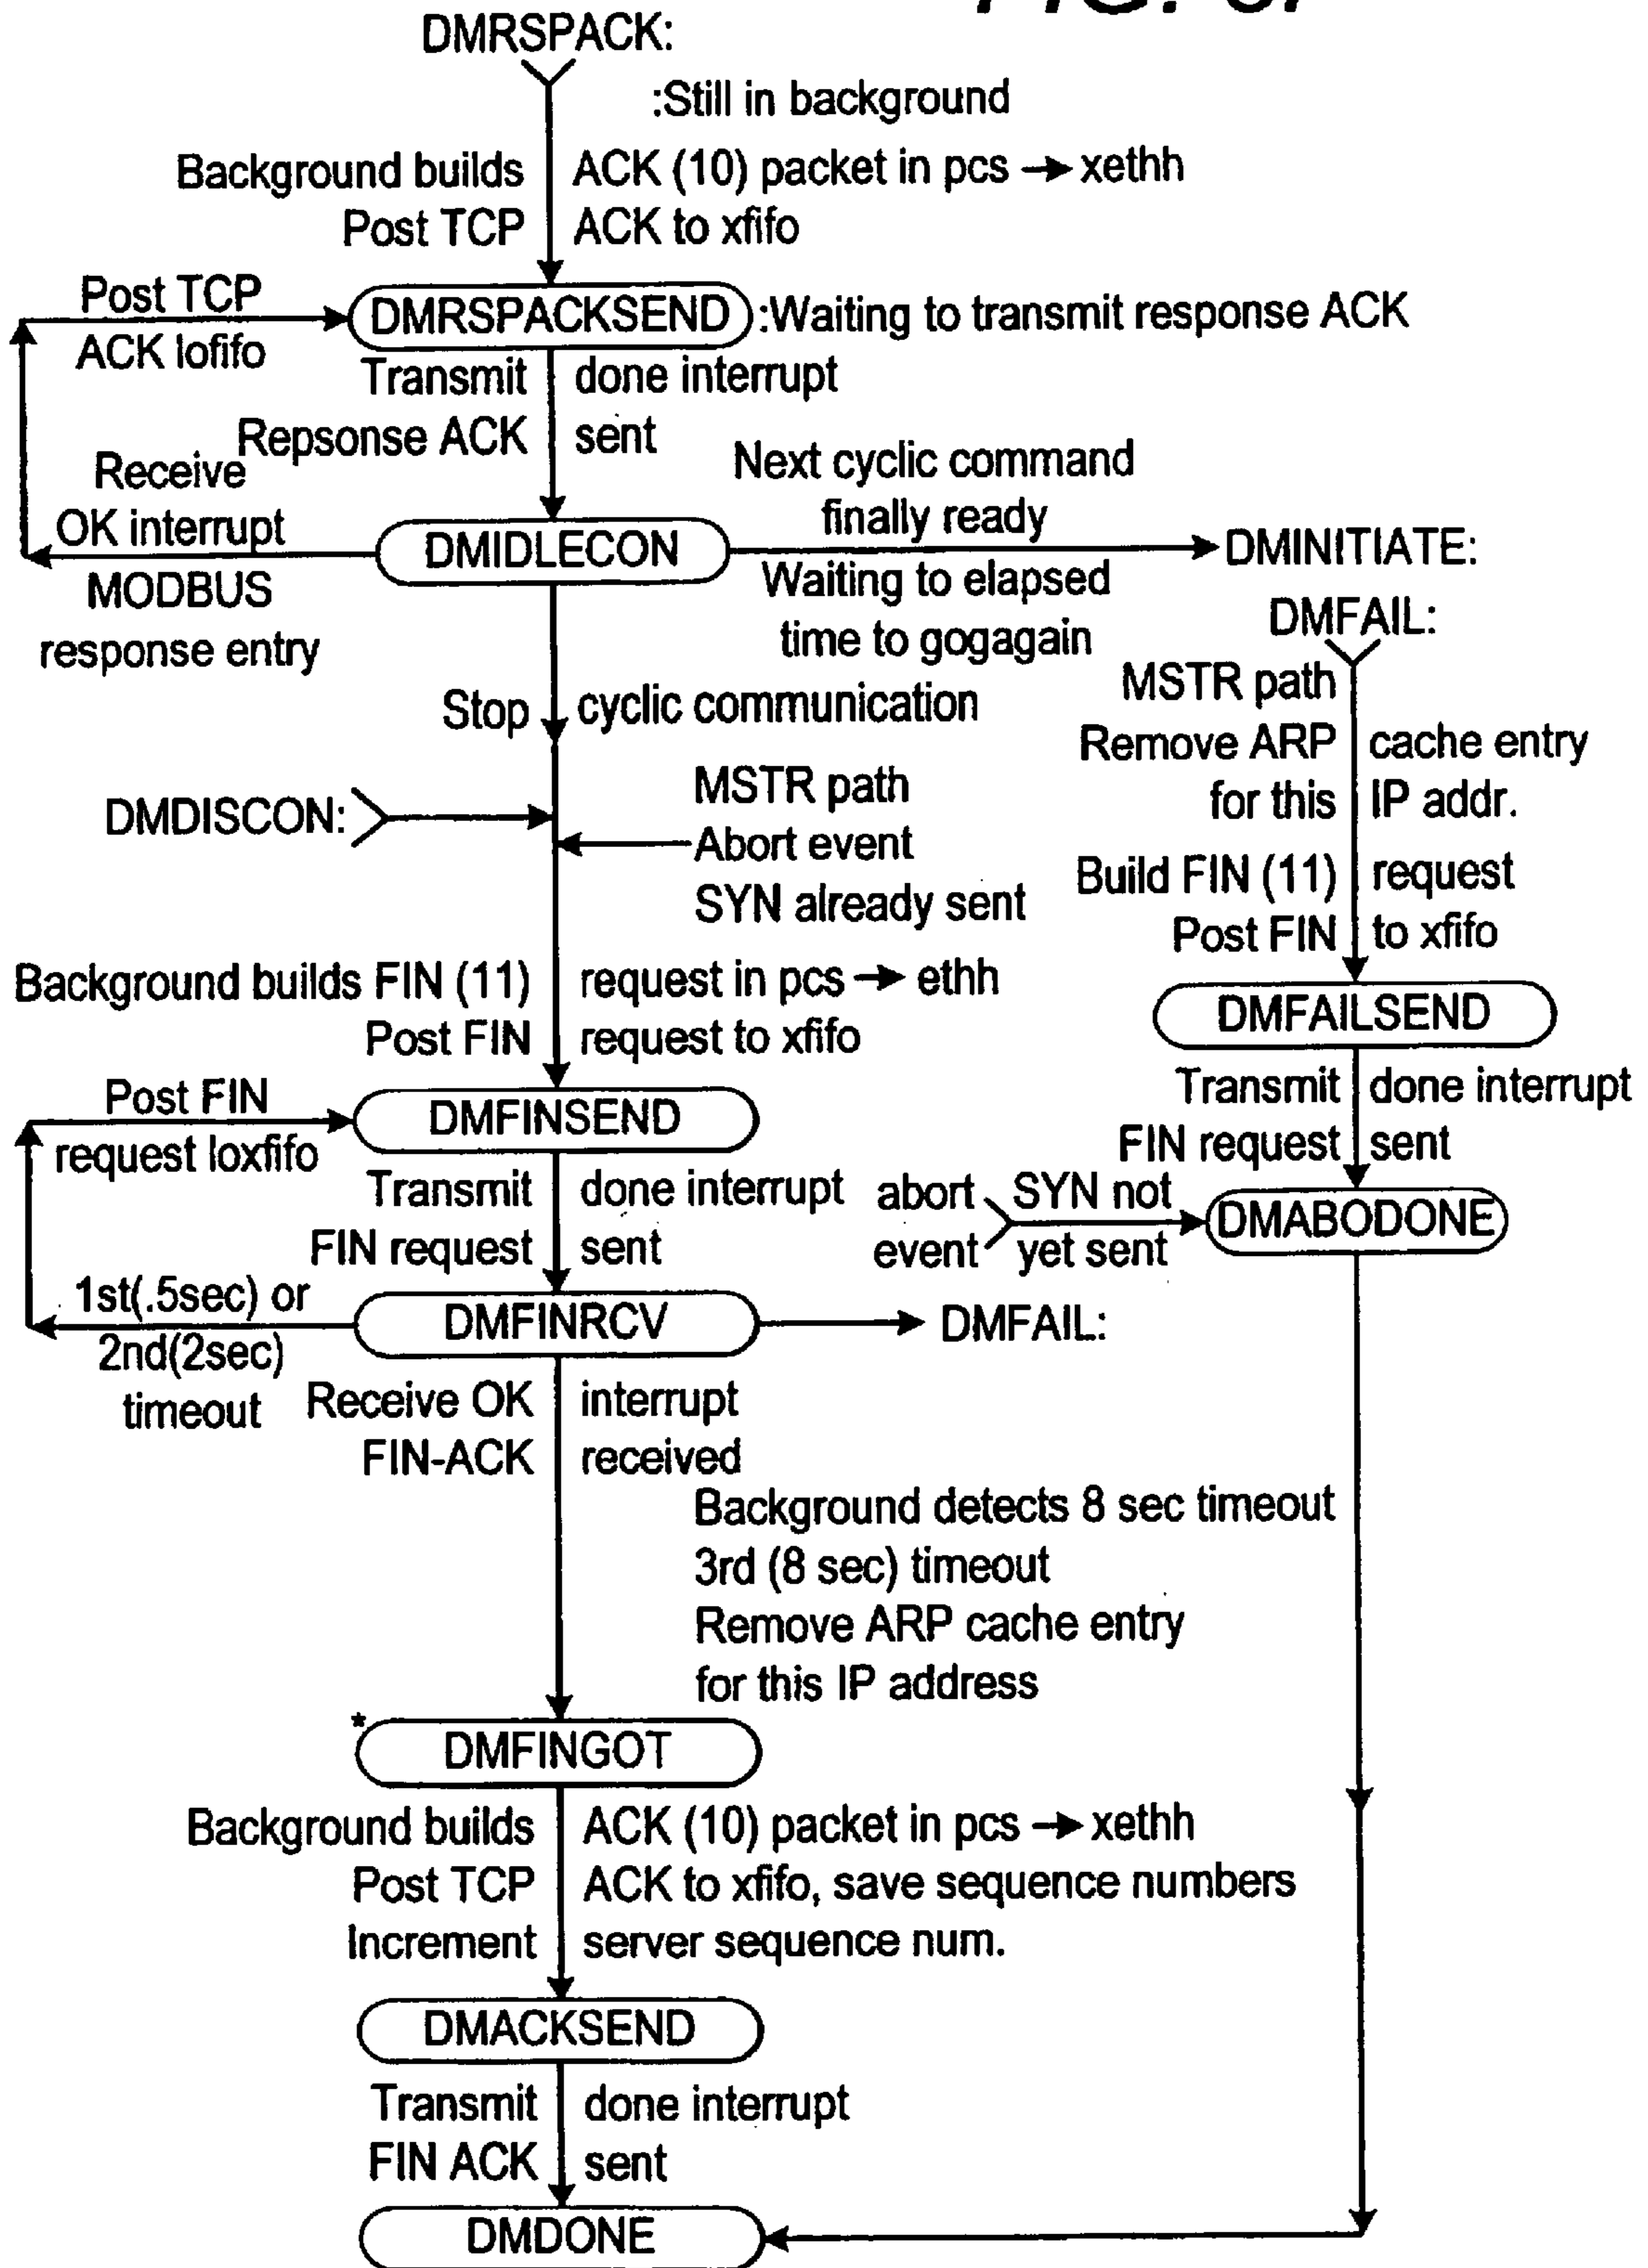 DMRSPACK:
:Still in background
Background builds ACK (10) packet in pcs → xethh
Post TCP ACK to xfifo
Post TCP
ACK lofifo
DMRSPACKSEND :Waiting to transmit response ACK
Transmit done interrupt
Repsonse ACK sent
Receive
OK interrupt
MODBUS
response entry
DMIDLECON
Next cyclic command
finally ready
Waiting to elapsed
time to gogagain
DMINITIATE:
DMFAIL:
MSTR path
Remove ARP cache entry
for this IP addr.
Build FIN (11) request
Post FIN to xfifo
DMFAILSEND
Transmit done interrupt
FIN request sent
Stop cyclic communication
DMDISCON:
MSTR path
Abort event
SYN already sent
Background builds FIN (11) request in pcs → ethh
Post FIN request to xfifo
Post FIN
request loxfifo
DMFINSEND
Transmit done interrupt
FIN request sent
abort
event
SYN not
yet sent
DMABODONE
1st(.5sec) or
2nd(2sec)
timeout
DMFINRCV
DMFAIL:
Receive OK interrupt
FIN-ACK received
Background detects 8 sec timeout
3rd (8 sec) timeout
Remove ARP cache entry
for this IP address
*
DMFINGOT
Background builds ACK (10) packet in pcs → xethh
Post TCP ACK to xfifo, save sequence numbers
Increment server sequence num.
DMACKSEND
Transmit done interrupt
FIN ACK sent
DMDONE